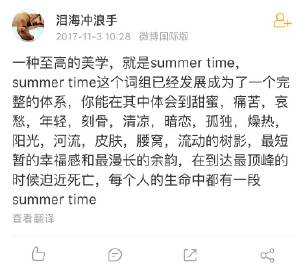 泪海冲浪手
2017-11-3 10:28 微博国际版
一种至高的美学，就是summer time，
summer time这个词组已经发展成为了一个完
整的体系，你能在其中体会到甜蜜，痛苦，哀
愁，年轻，刻骨，清凉，暗恋，孤独，燥热，
阳光，河流，皮肤，腰窝，流动的树影，最短
暂的幸福感和最漫长的余韵，在到达最顶峰的
时候迫近死亡，每个人的生命中都有一段
summer time
查看翻译